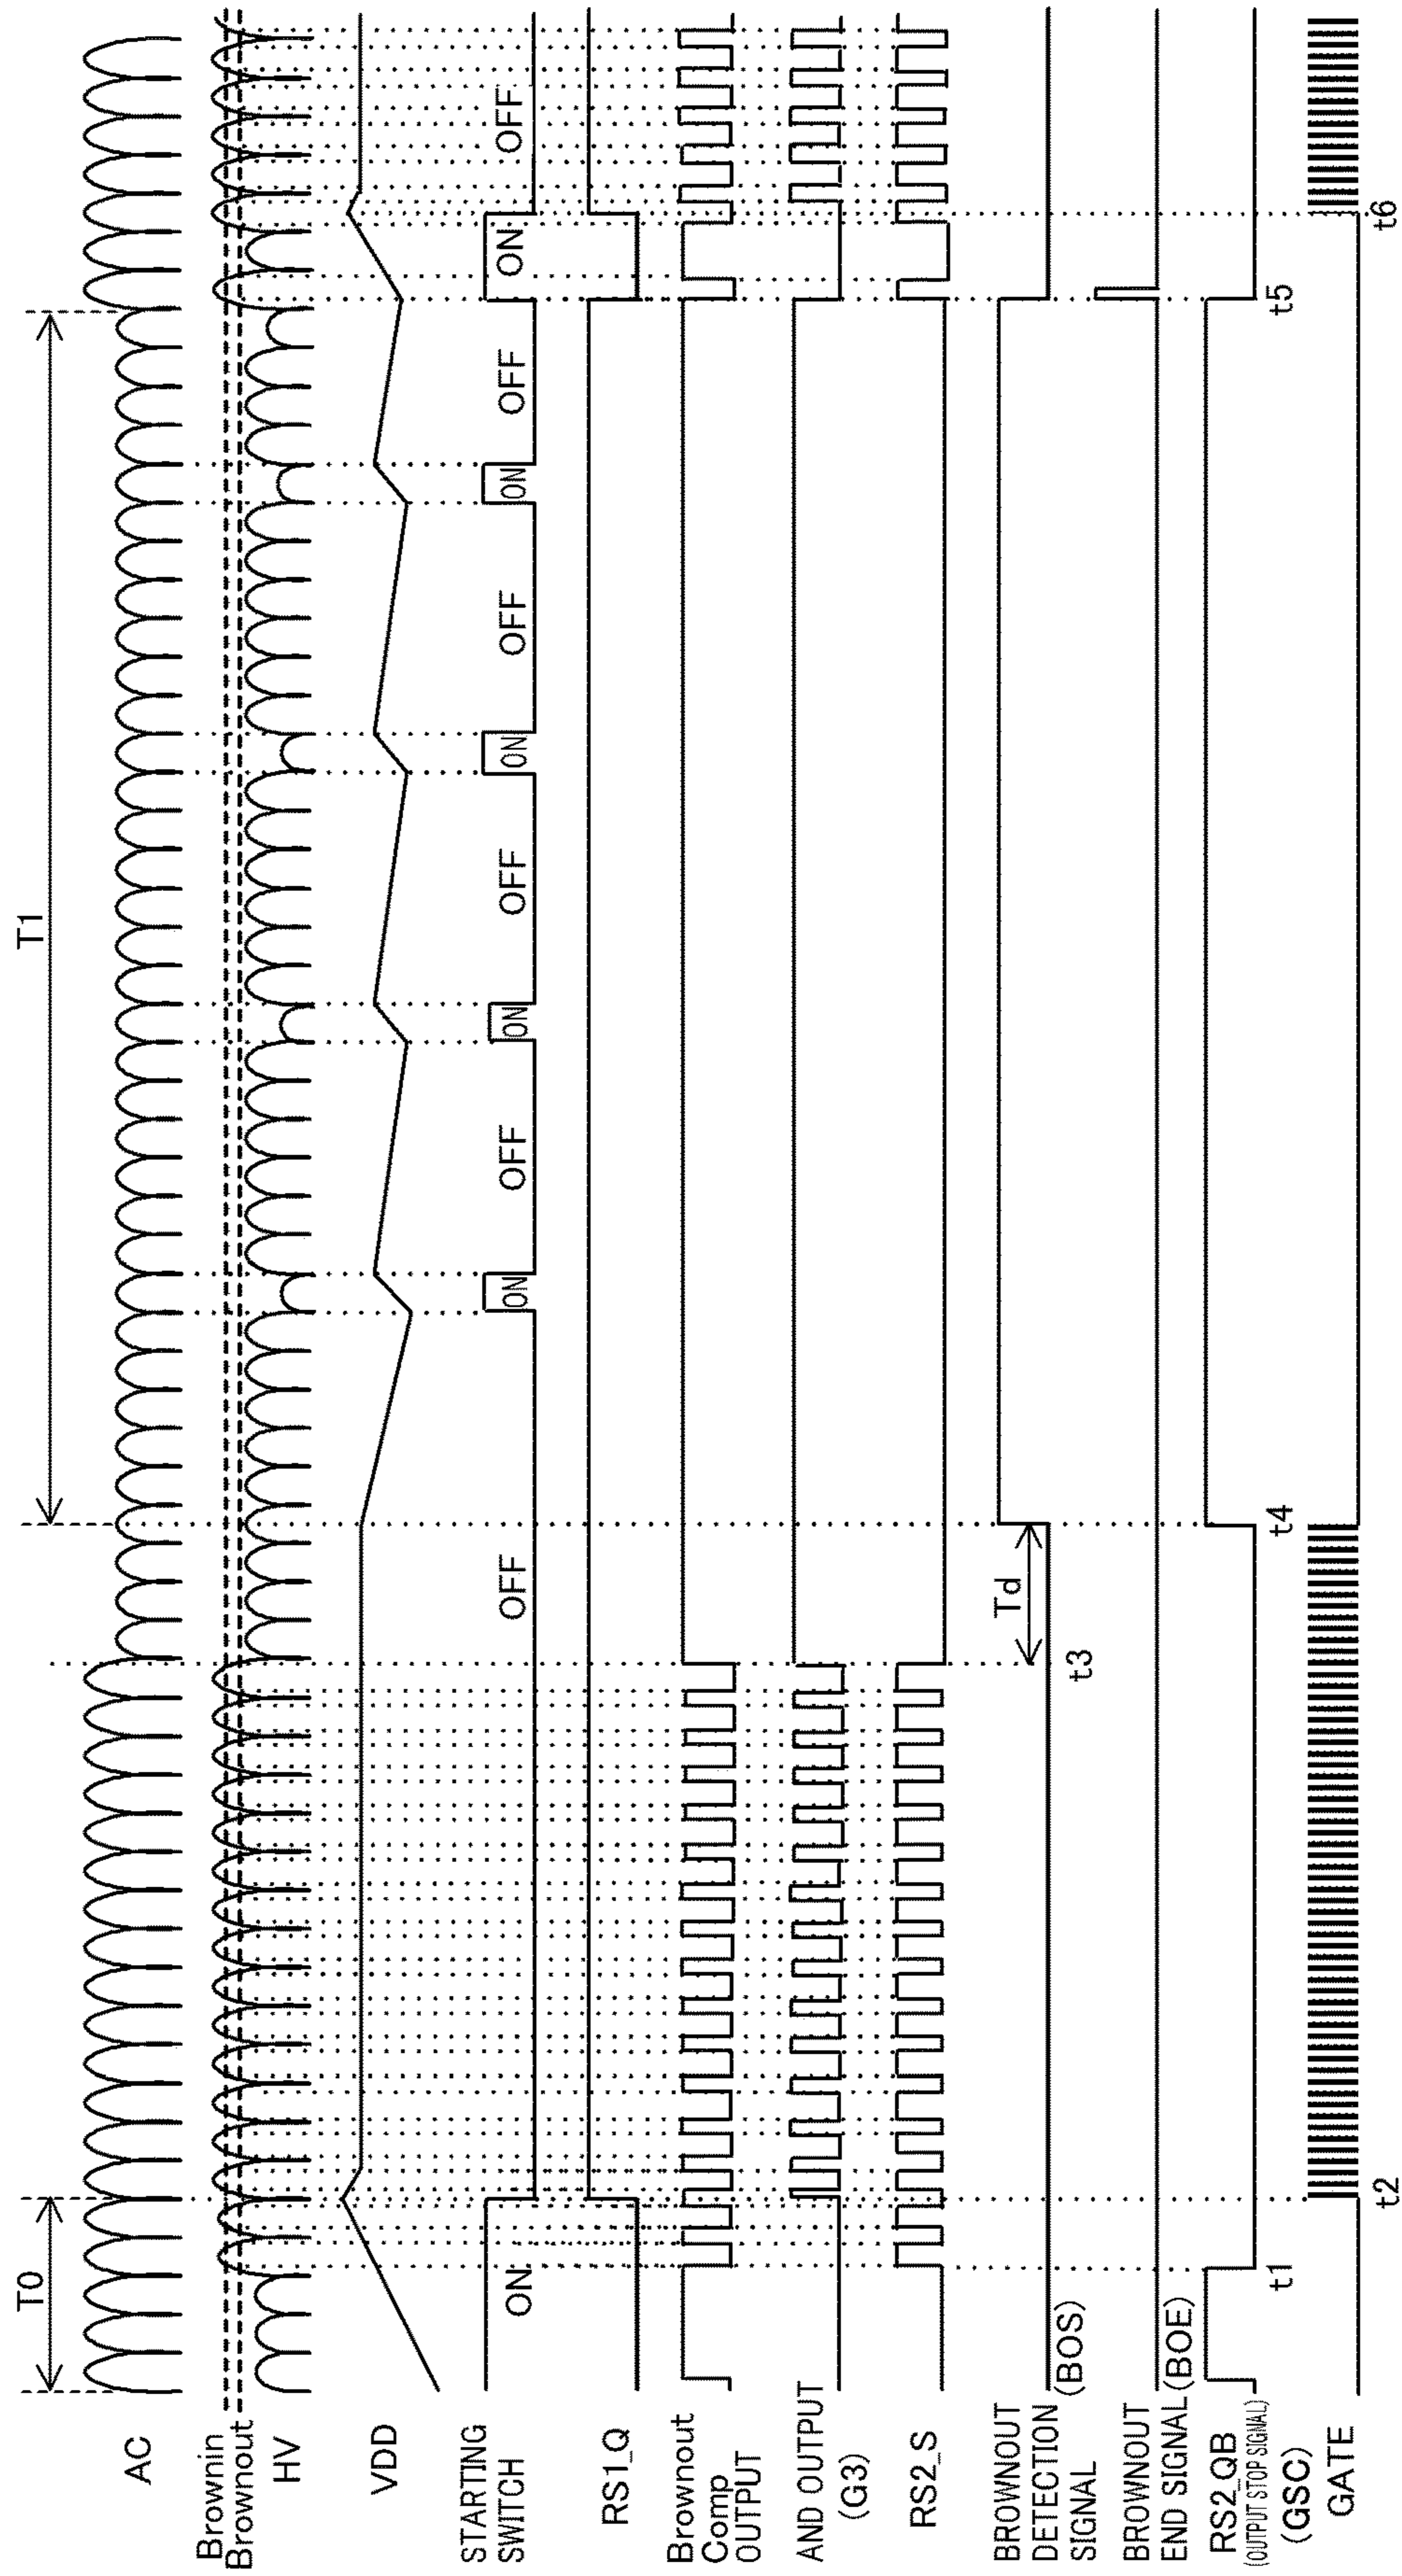 T0
T1
AC
Brownin
Brownout
HV
VDD
STARTING
SWITCH
ON
OFF
ON
OFF
ON
OFF
ON
OFF
ON
OFF
ON
OFF
RS1_Q
Brownout
Comp
OUTPUT
AND OUTPUT
(G3)
RS2_S
BROWNOUT
DETECTION
SIGNAL
(BOS)
t3
Td
BROWNOUT
END SIGNAL(BOE)
RS2_QB
(OUTPUT STOP SIGNAL)
(GSC)
t1
t4
t5
GATE
t2
t6